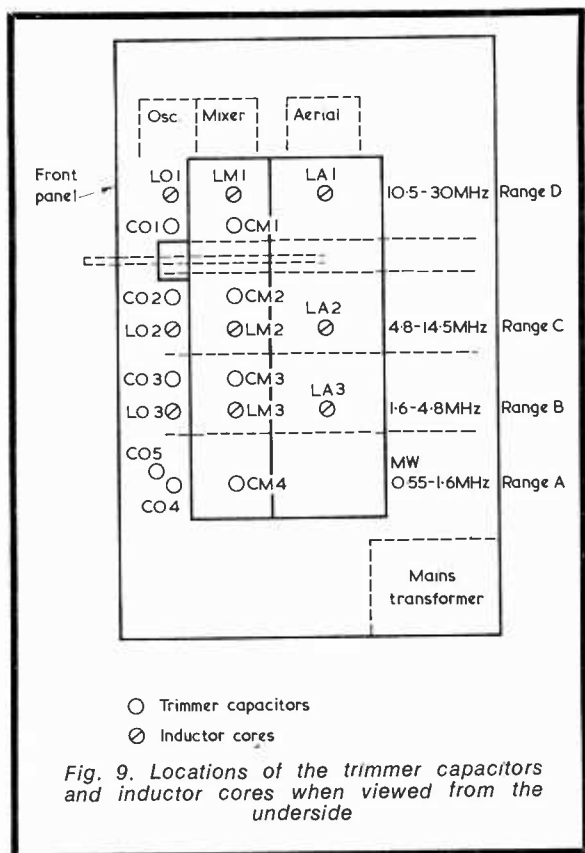 Osc. Mixer Aerial
Front
panel
LO1 LM1 LA1 10·5-30MHz Range D
CO1 CM1
CO2 CM2
LO2 LM2 LA2 4·8-14·5MHz Range C
CO3 CM3
LO3 LM3 LA3 1·6-4·8MHz Range B
CO5
MW
CO4 CM4 0·55-1·6MHz Range A
Mains
transformer
Trimmer capacitors
Inductor cores
Fig. 9. Locations of the trimmer capacitors
and inductor cores when viewed from the
underside